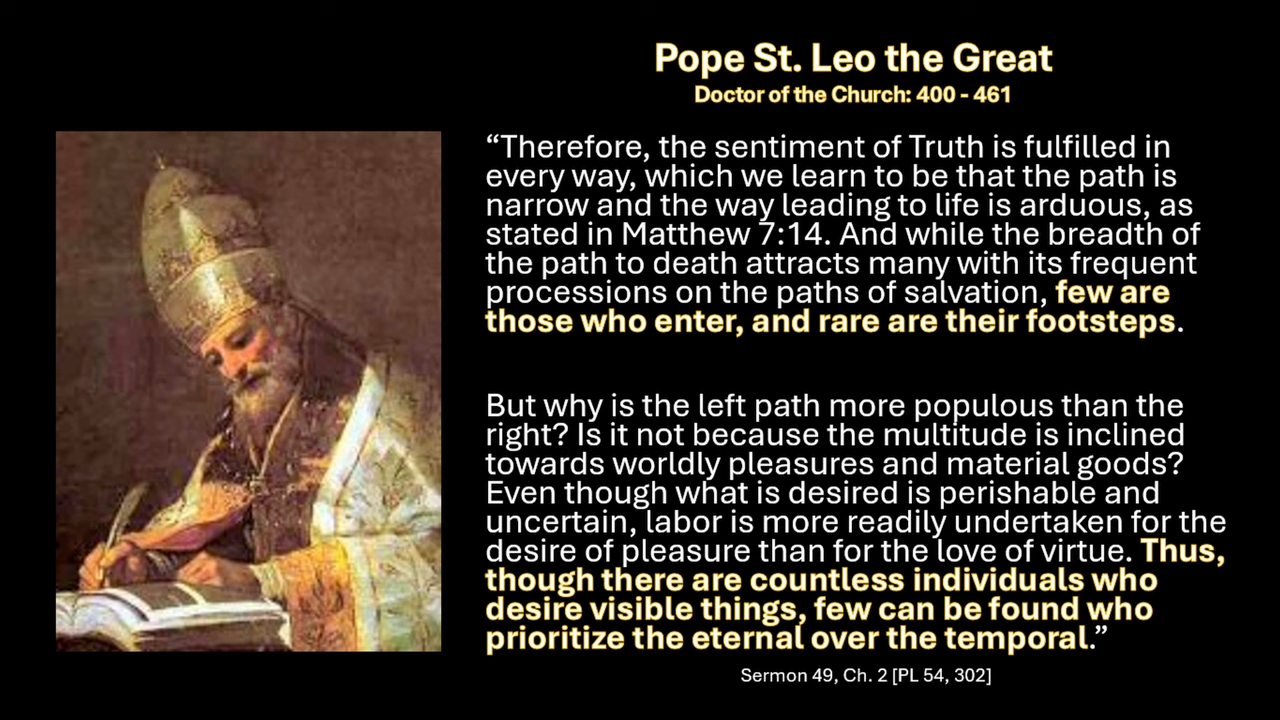 Pope St. Leo the Great
Doctor of the Church: 400 - 461
“Therefore, the sentiment of Truth is fulfilled in
every way, which we learn to be that the path is
narrow and the way leading to life is arduous, as
stated in Matthew 7:14. And while the breadth of
the path to death attracts many with its frequent
processions on the paths of salvation, few are
those who enter, and rare are their footsteps.
But why is the left path more populous than the
right? Is it not because the multitude is inclined
towards worldly pleasures and material goods?
Even though what is desired is perishable and
uncertain, labor is more readily undertaken for the
desire of pleasure than for the love of virtue. Thus,
though there are countless individuals who
desire visible things, few can be found who
prioritize the eternal over the temporal.”
Sermon 49, Ch. 2 [PL 54, 302]